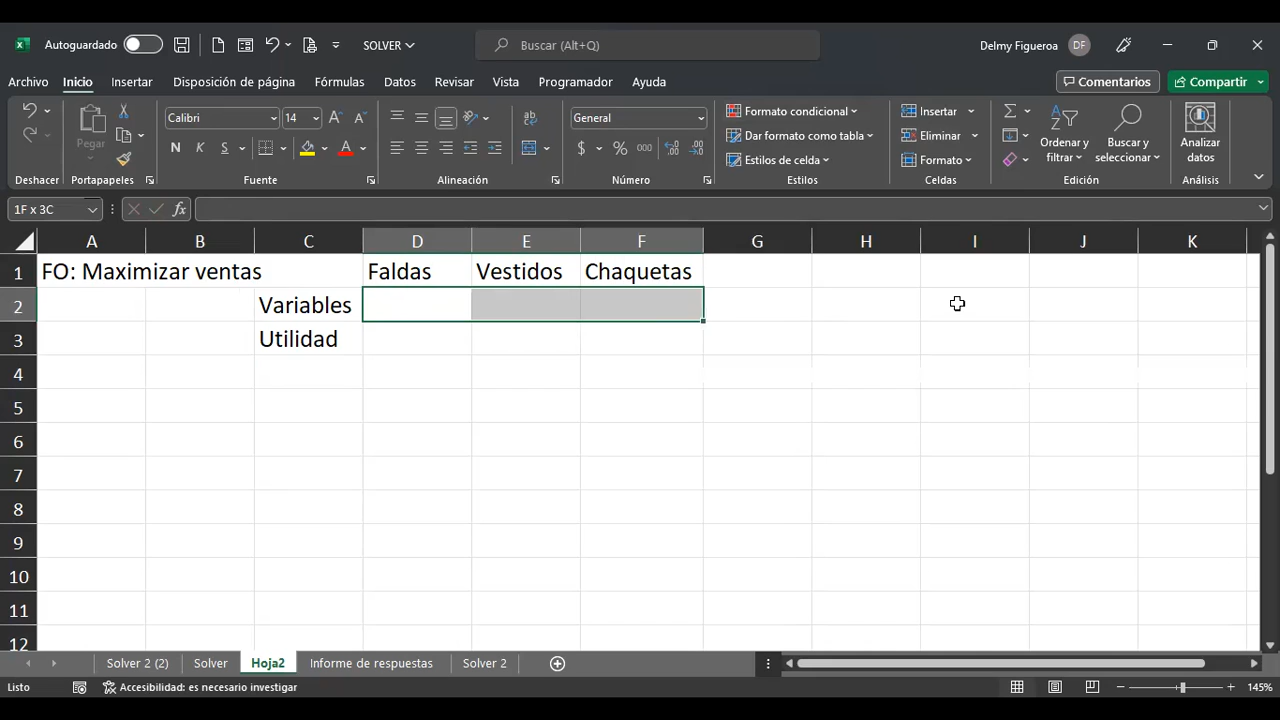 Autoguardado SOLVER Buscar (Alt+Q) Delmy Figueroa DF
Archivo Inicio Insertar Disposición de página Fórmulas Datos Revisar Vista Programador Ayuda Comentarios Compartir
Pegar Calibri 14 General Formato condicional Insertar Ordenar y filtrar Buscar y seleccionar Analizar datos
N K S A $ % 000 Dar formato como tabla Eliminar
Estilos de celda Formato
Deshacer Portapapeles Fuente Alineación Número Estilos Celdas Edición Análisis
1F x 3C fx
A B C D E F G H I J K
1 FO: Maximizar ventas Faldas Vestidos Chaquetas
2 Variables
3 Utilidad
4
5
6
7
8
9
10
11
12
Solver 2 (2) Solver Hoja2 Informe de respuestas Solver 2
Listo Accesibilidad: es necesario investigar 145%